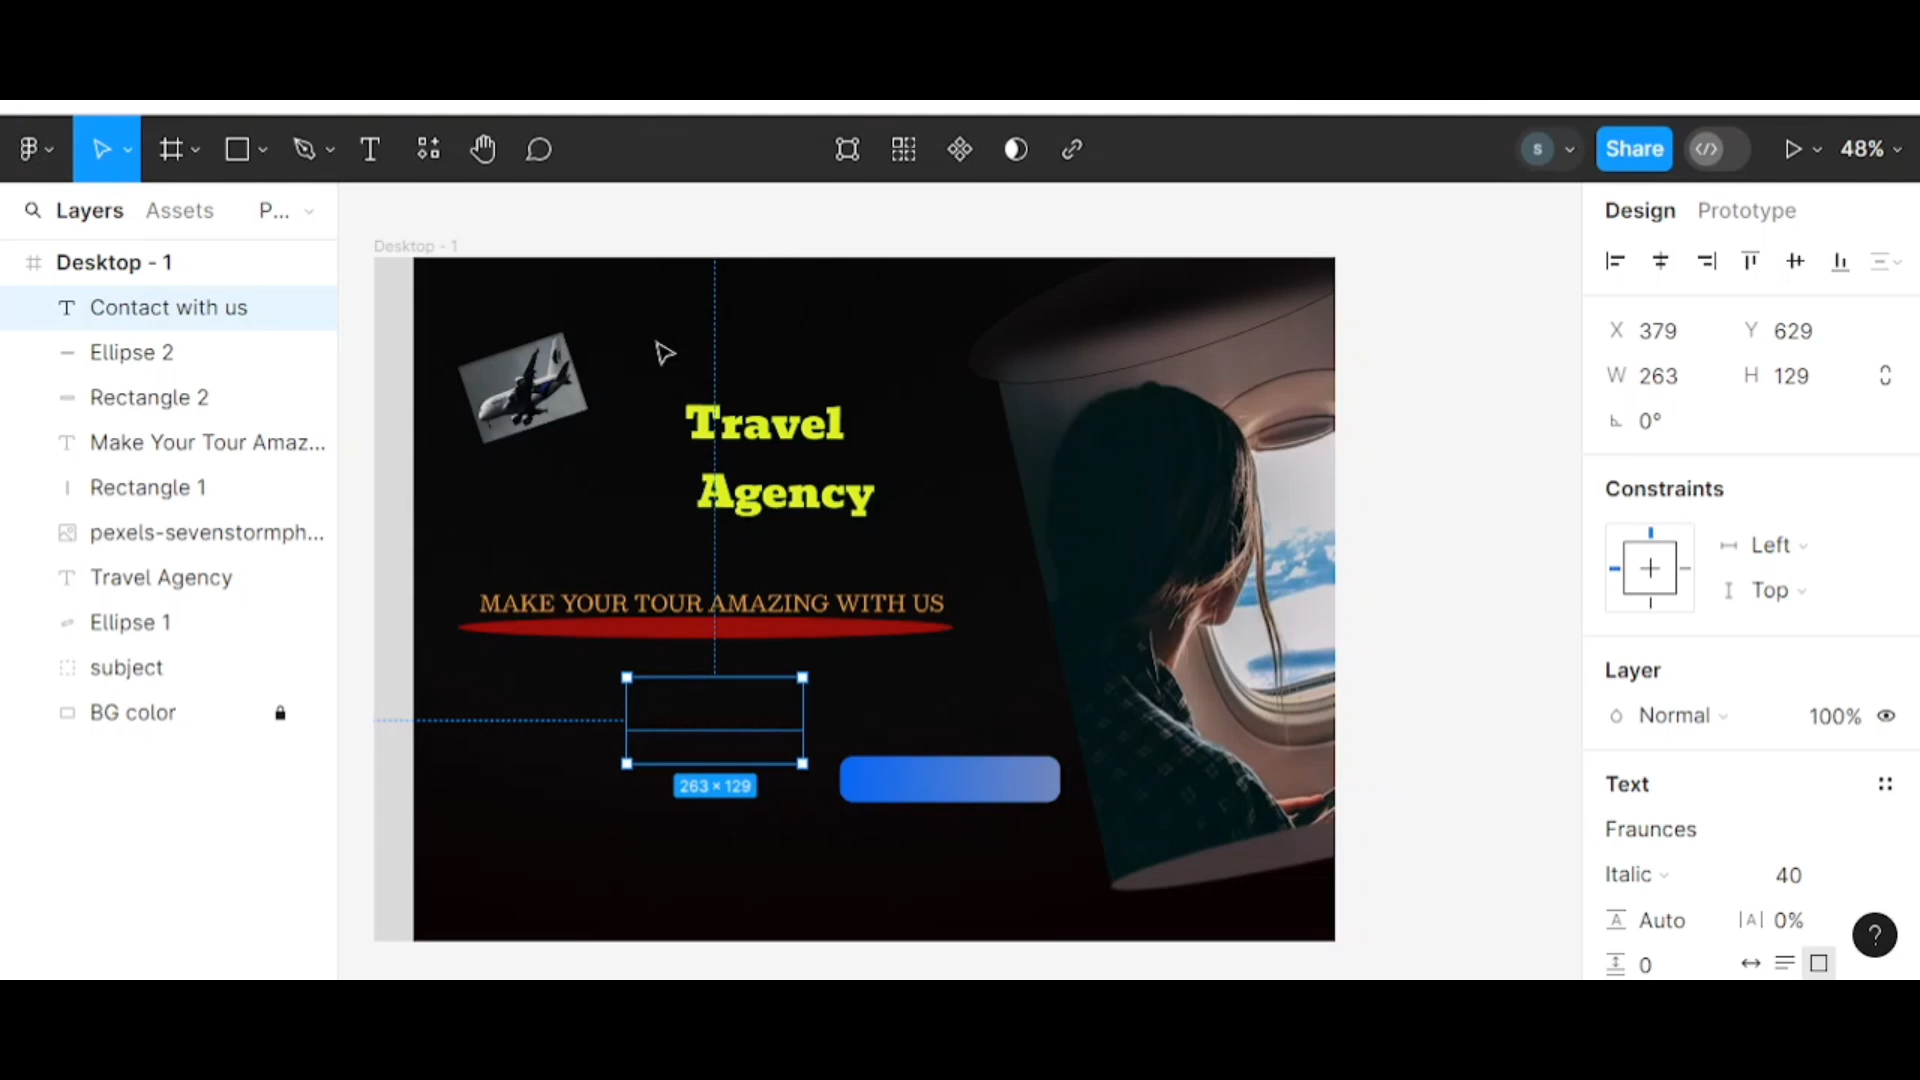 S
Share
48%
Layers
Assets
P...
Design
Prototype
Desktop - 1
Contact with us
Ellipse 2
Rectangle 2
Make Your Tour Amaz...
Rectangle 1
pexels-sevenstormph...
Travel Agency
Ellipse 1
subject
BG color
Desktop - 1
Travel
Agency
MAKE YOUR TOUR AMAZING WITH US
263 × 129
X 379 Y 629
W 263 H 129
0°
Constraints
Left
Top
Layer
Normal 100%
Text
Fraunces
Italic 40
Auto |A| 0%
0
?